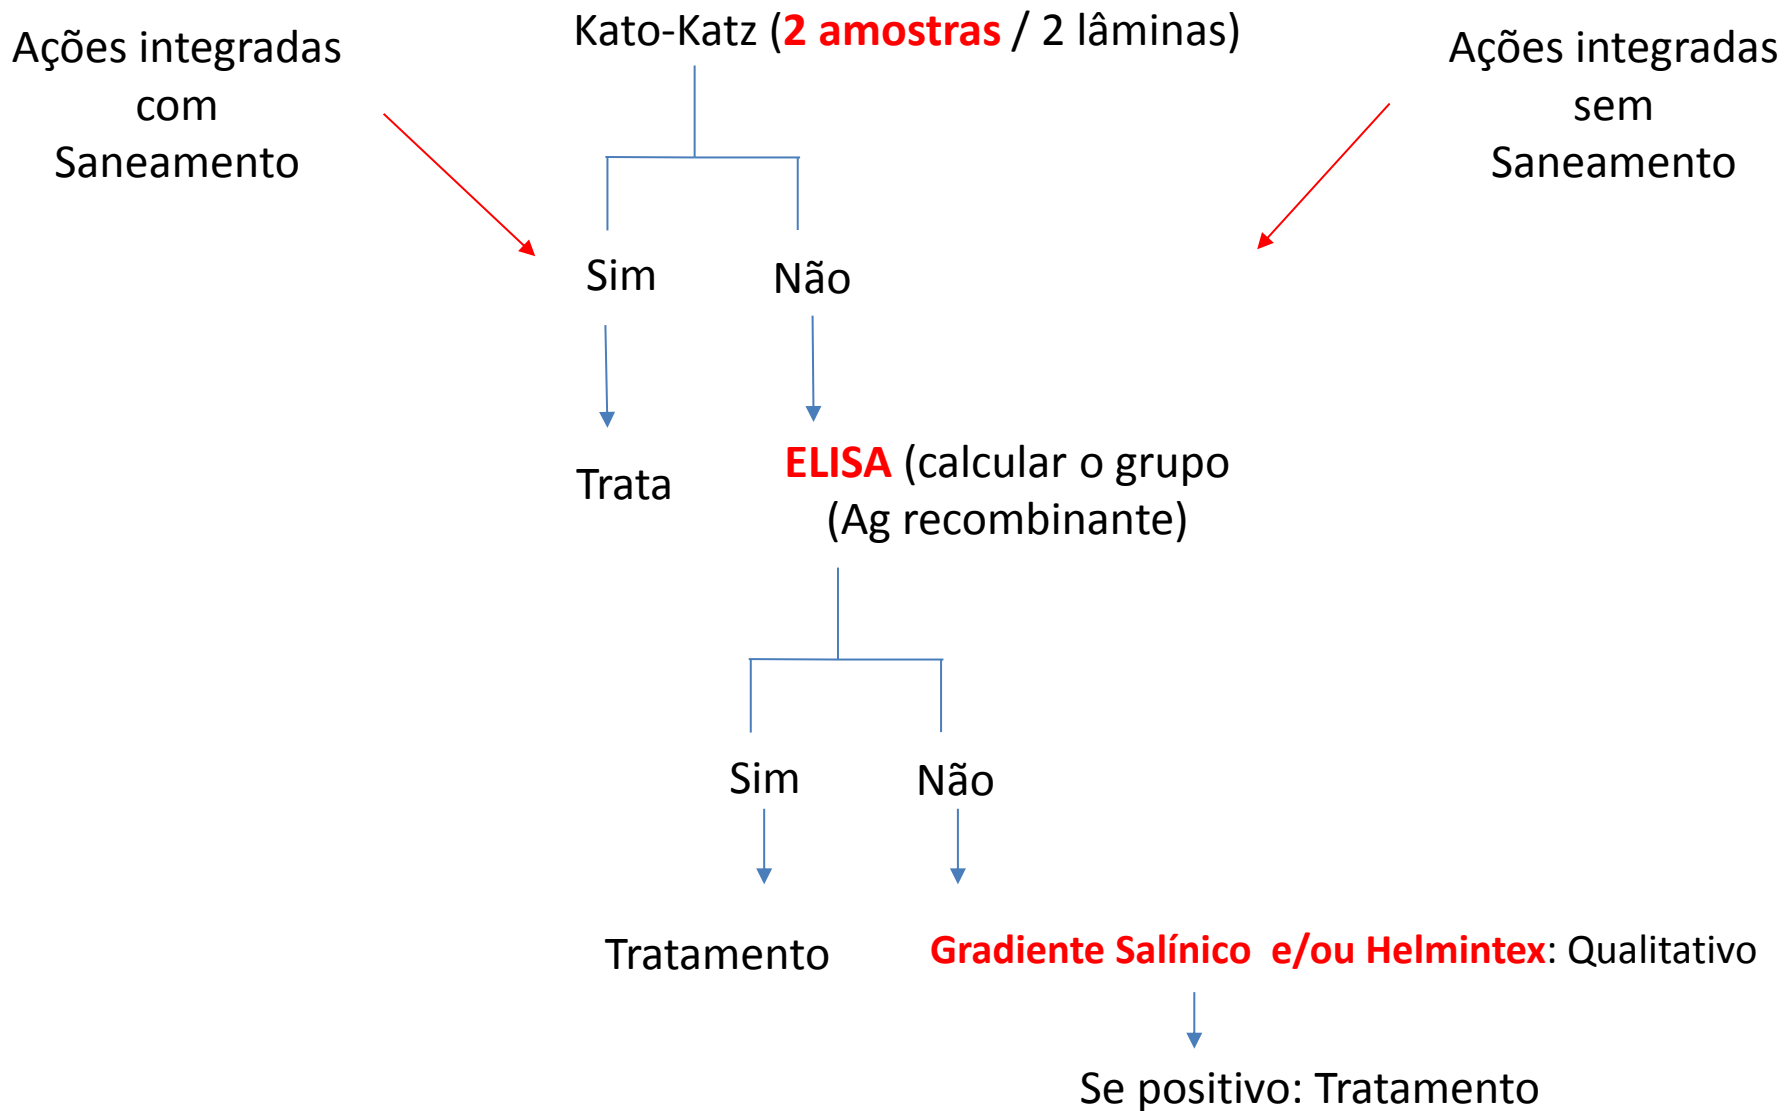 Kato-Katz (2 amostras / 2 lâminas)
Ações integradas
com
Saneamento
Ações integradas
sem
Saneamento
Sim
Não
Trata
ELISA (calcular o grupo
(Ag recombinante)
Sim
Não
Tratamento
Gradiente Salínico e/ou Helmintex: Qualitativo
Se positivo: Tratamento